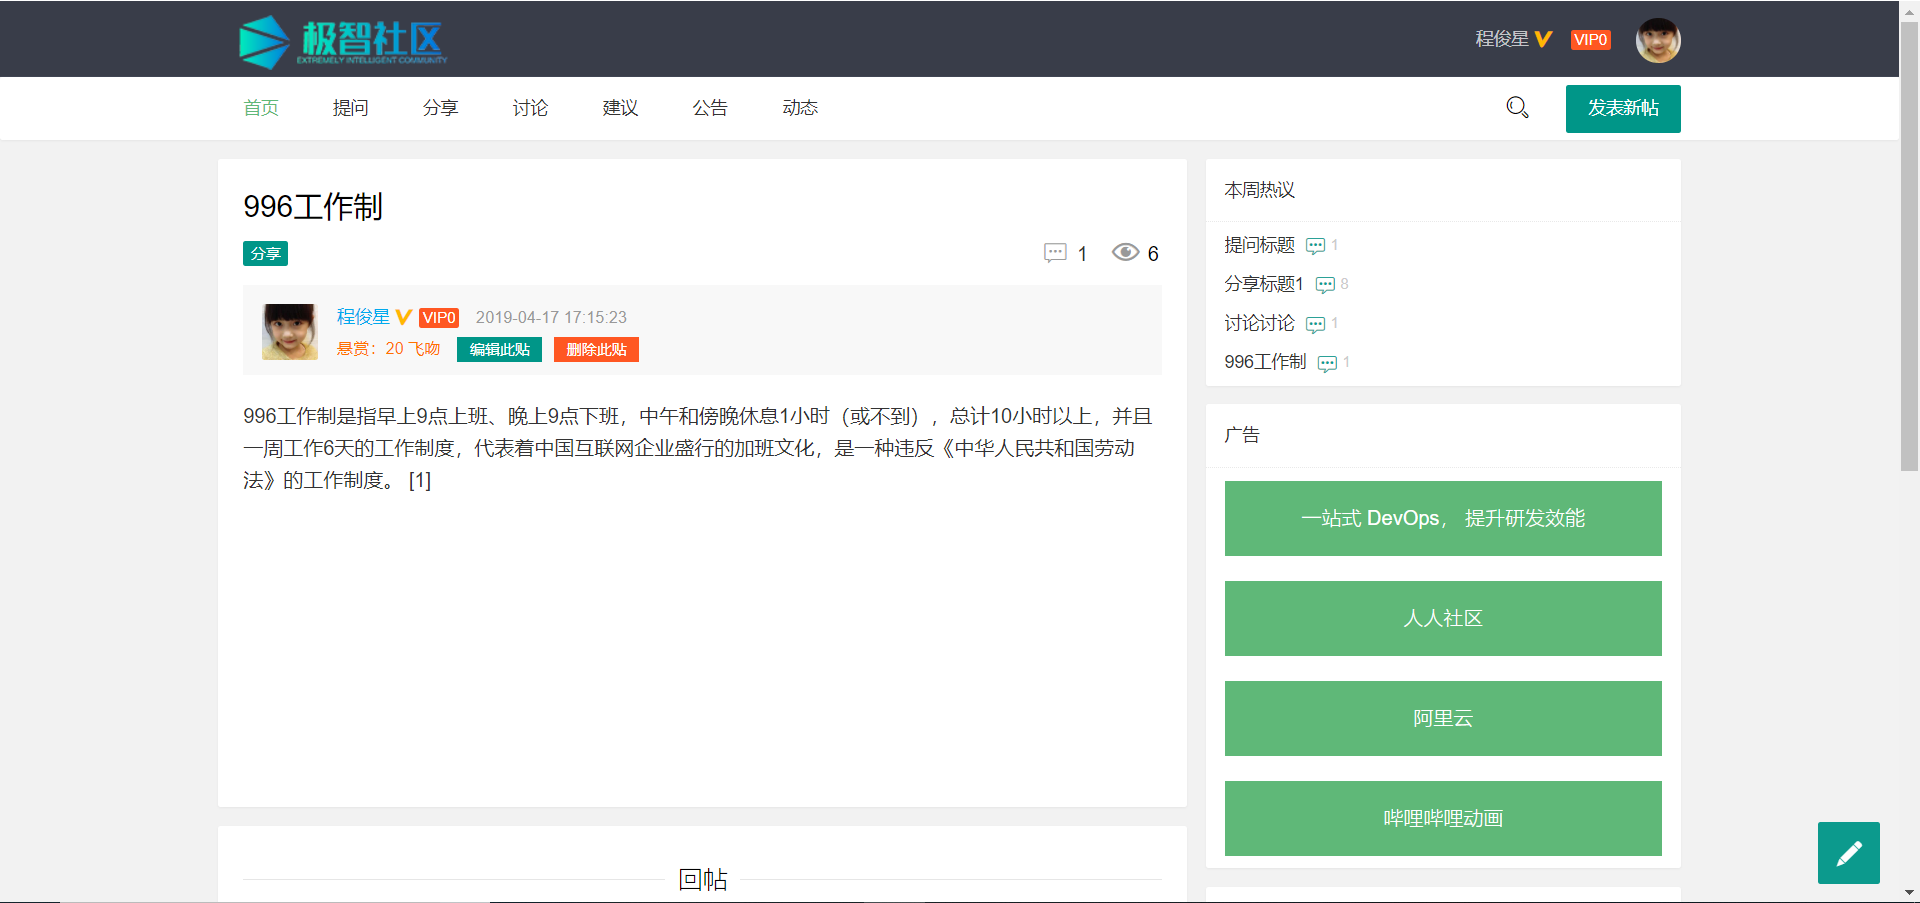 极智社区
EXTREMELY INTELLIGENT COMMUNITY
程俊星 VIP0
首页 提问 分享 讨论 建议 公告 动态 发表新帖
996工作制
分享 1 6
程俊星 VIP0 2019-04-17 17:15:23
悬赏：20 飞吻 编辑此贴 删除此贴
996工作制是指早上9点上班、晚上9点下班，中午和傍晚休息1小时（或不到），总计10小时以上，并且
一周工作6天的工作制度，代表着中国互联网企业盛行的加班文化，是一种违反《中华人民共和国劳动
法》的工作制度。 [1]
回帖
本周热议
提问标题 1
分享标题1 8
讨论讨论 1
996工作制 1
广告
一站式 DevOps， 提升研发效能
人人社区
阿里云
哔哩哔哩动画